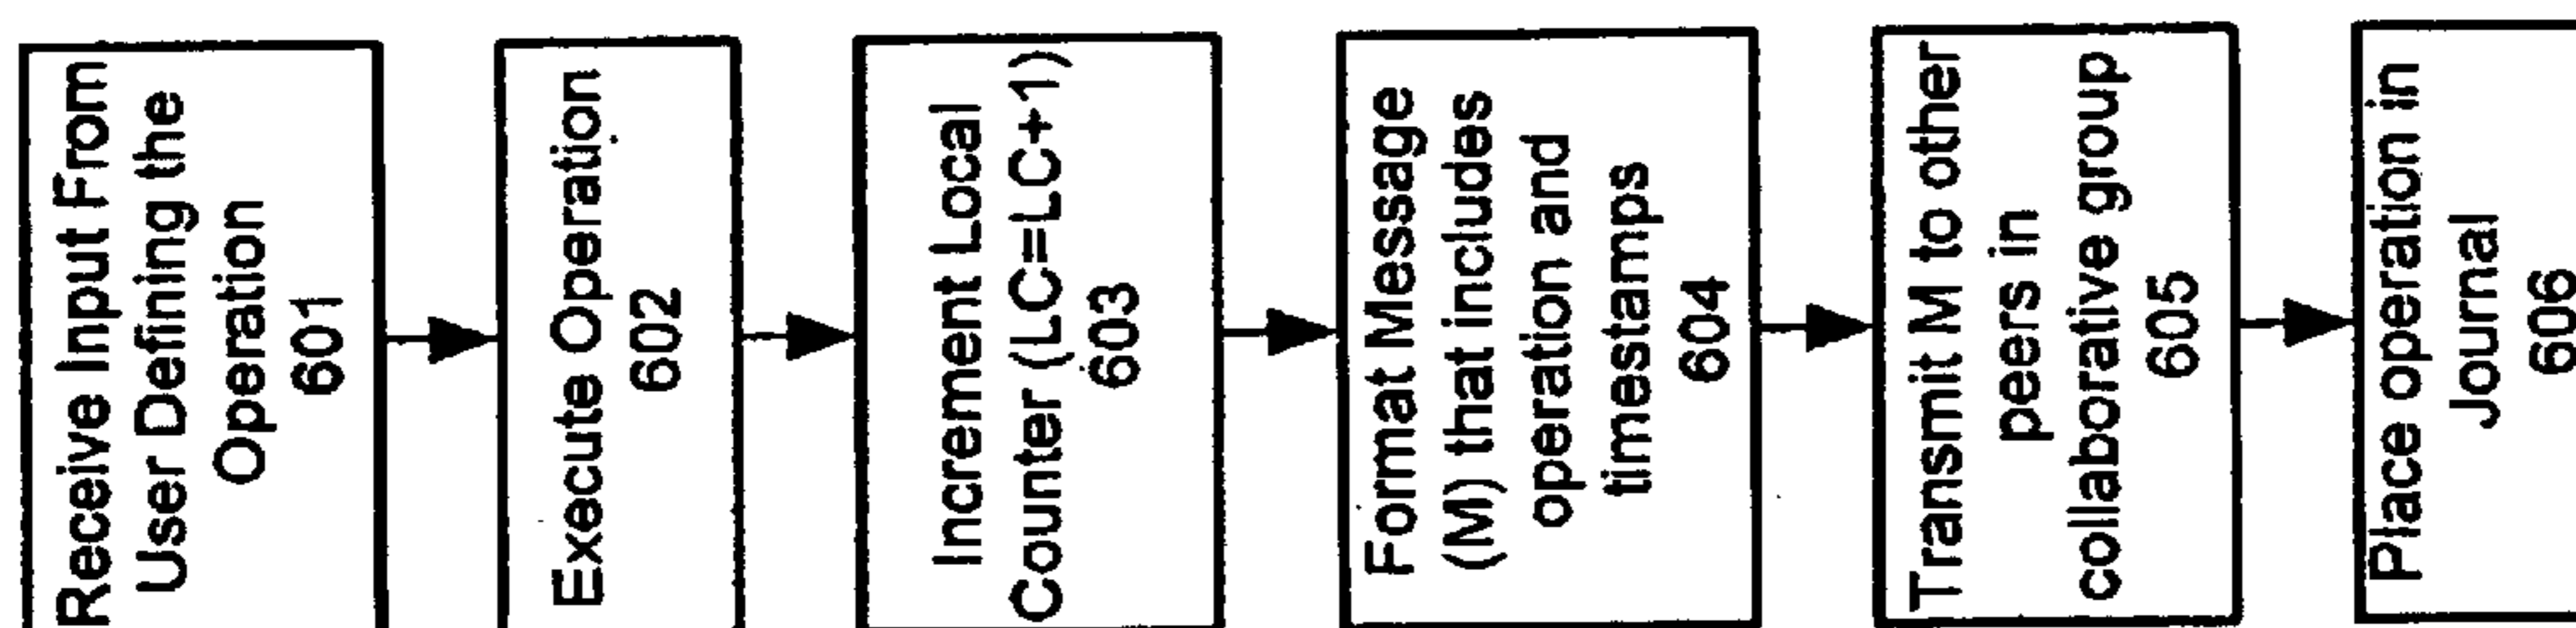 Receive Input From
User Defining the
Operation
601
Execute Operation
602
Increment Local
Counter (LC=LC+1)
603
Format Message
(M) that includes
operation and
timestamps
604
Transmit M to other
peers in
collaborative group
605
Place operation in
Journal
606